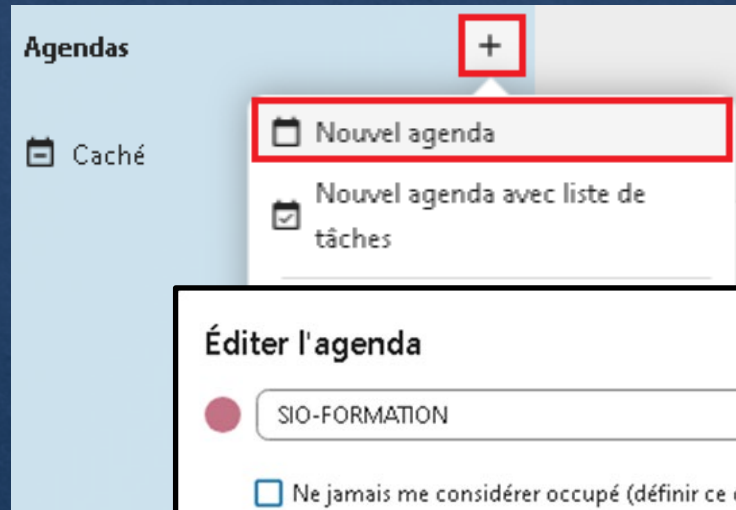 Agendas
+
Nouvel agenda
Caché
Nouvel agenda avec liste de
tâches
Éditer l'agenda
SIO-FORMATION
Ne jamais me considérer occupé (définir ce